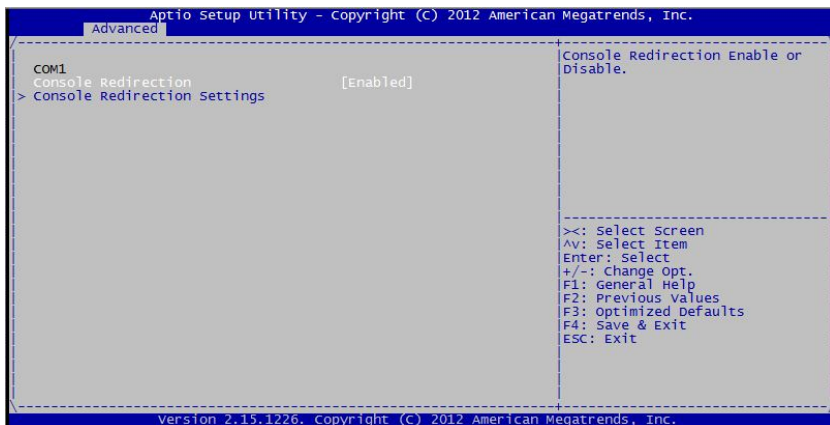 Aptio Setup Utility - Copyright (C) 2012 American Megatrends, Inc.
Advanced
COM1
Console Redirection [Enabled]
> Console Redirection Settings
Console Redirection Enable or
Disable.
><: Select Screen
^v: Select Item
Enter: Select
+/-: Change Opt.
F1: General Help
F2: Previous Values
F3: Optimized Defaults
F4: Save & Exit
ESC: Exit
Version 2.15.1226. Copyright (C) 2012 American Megatrends, Inc.